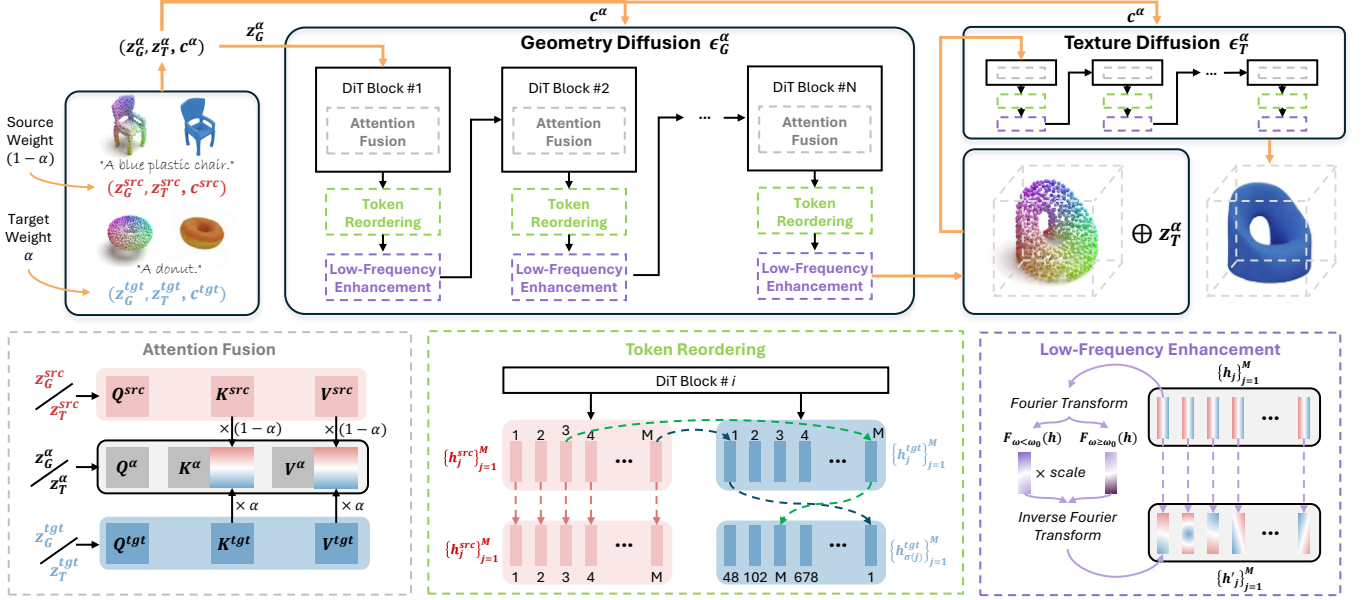 c^α
c^α
(z_G^α, z_T^α, c^α)
z_G^α
Geometry Diffusion ϵ_G^α
Texture Diffusion ϵ_T^α
DiT Block #1
DiT Block #2
DiT Block #N
Attention
Fusion
Attention
Fusion
...
Attention
Fusion
...
Source
Weight
(1 − α)
"A blue plastic chair."
(z_G^src, z_T^src, c^src)
Target
Weight
α
"A donut."
(z_G^tgt, z_T^tgt, c^tgt)
Token
Reordering
Token
Reordering
Token
Reordering
Low-Frequency
Enhancement
Low-Frequency
Enhancement
Low-Frequency
Enhancement
⊕ z_T^α
Attention Fusion
z_G^src
z_T^src
Q^src K^src V^src
× (1 − α) × (1 − α)
z_G^α
z_T^α
Q^α K^α V^α
× α × α
z_G^tgt
z_T^tgt
Q^tgt K^tgt V^tgt
Token Reordering
DiT Block # i
1 2 3 4 M 1 2 3 4 M
{h_j^src}_{j=1}^M ... ... {h_j^tgt}_{j=1}^M
{h_j^src}_{j=1}^M ... ... {h_{σ(j)}^tgt}_{j=1}^M
1 2 3 4 M 48 102 M 678 1
Low-Frequency Enhancement
{h_j}_{j=1}^M
Fourier Transform
F_{ω<ω_0}(h) F_{ω≥ω_0}(h)
...
× scale
Inverse Fourier
Transform
...
{h'_j}_{j=1}^M